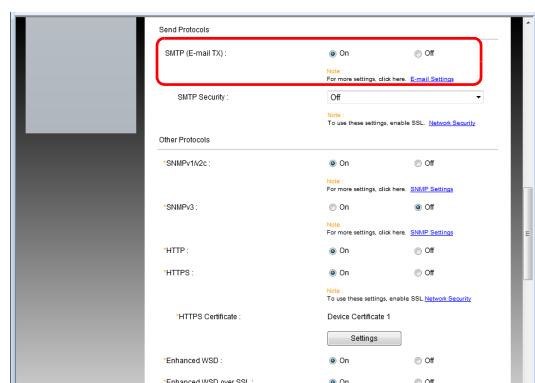 Send Protocols
SMTP (E-mail TX) : On Off
Note :
For more settings, click here. E-mail Settings
SMTP Security : Off
Note :
To use these settings, enable SSL. Network Security
Other Protocols
*SNMPv1/v2c : On Off
Note :
For more settings, click here. SNMP Settings
*SNMPv3 : On Off
Note :
For more settings, click here. SNMP Settings
*HTTP : On Off
*HTTPS : On Off
Note :
To use these settings, enable SSL. Network Security
*HTTPS Certificate : Device Certificate 1
Settings
*Enhanced WSD : On Off
*Enhanced WSD over SSL : On Off